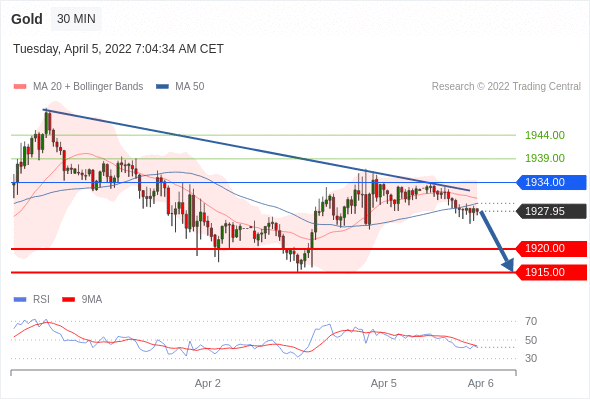 Gold 30 MIN
Tuesday, April 5, 2022 7:04:34 AM CET
MA 20 + Bollinger Bands MA 50 Research © 2022 Trading Central
1944.00
1939.00
1934.00
1927.95
1920.00
1915.00
RSI 9MA
70
50
30
Apr 2 Apr 5 Apr 6